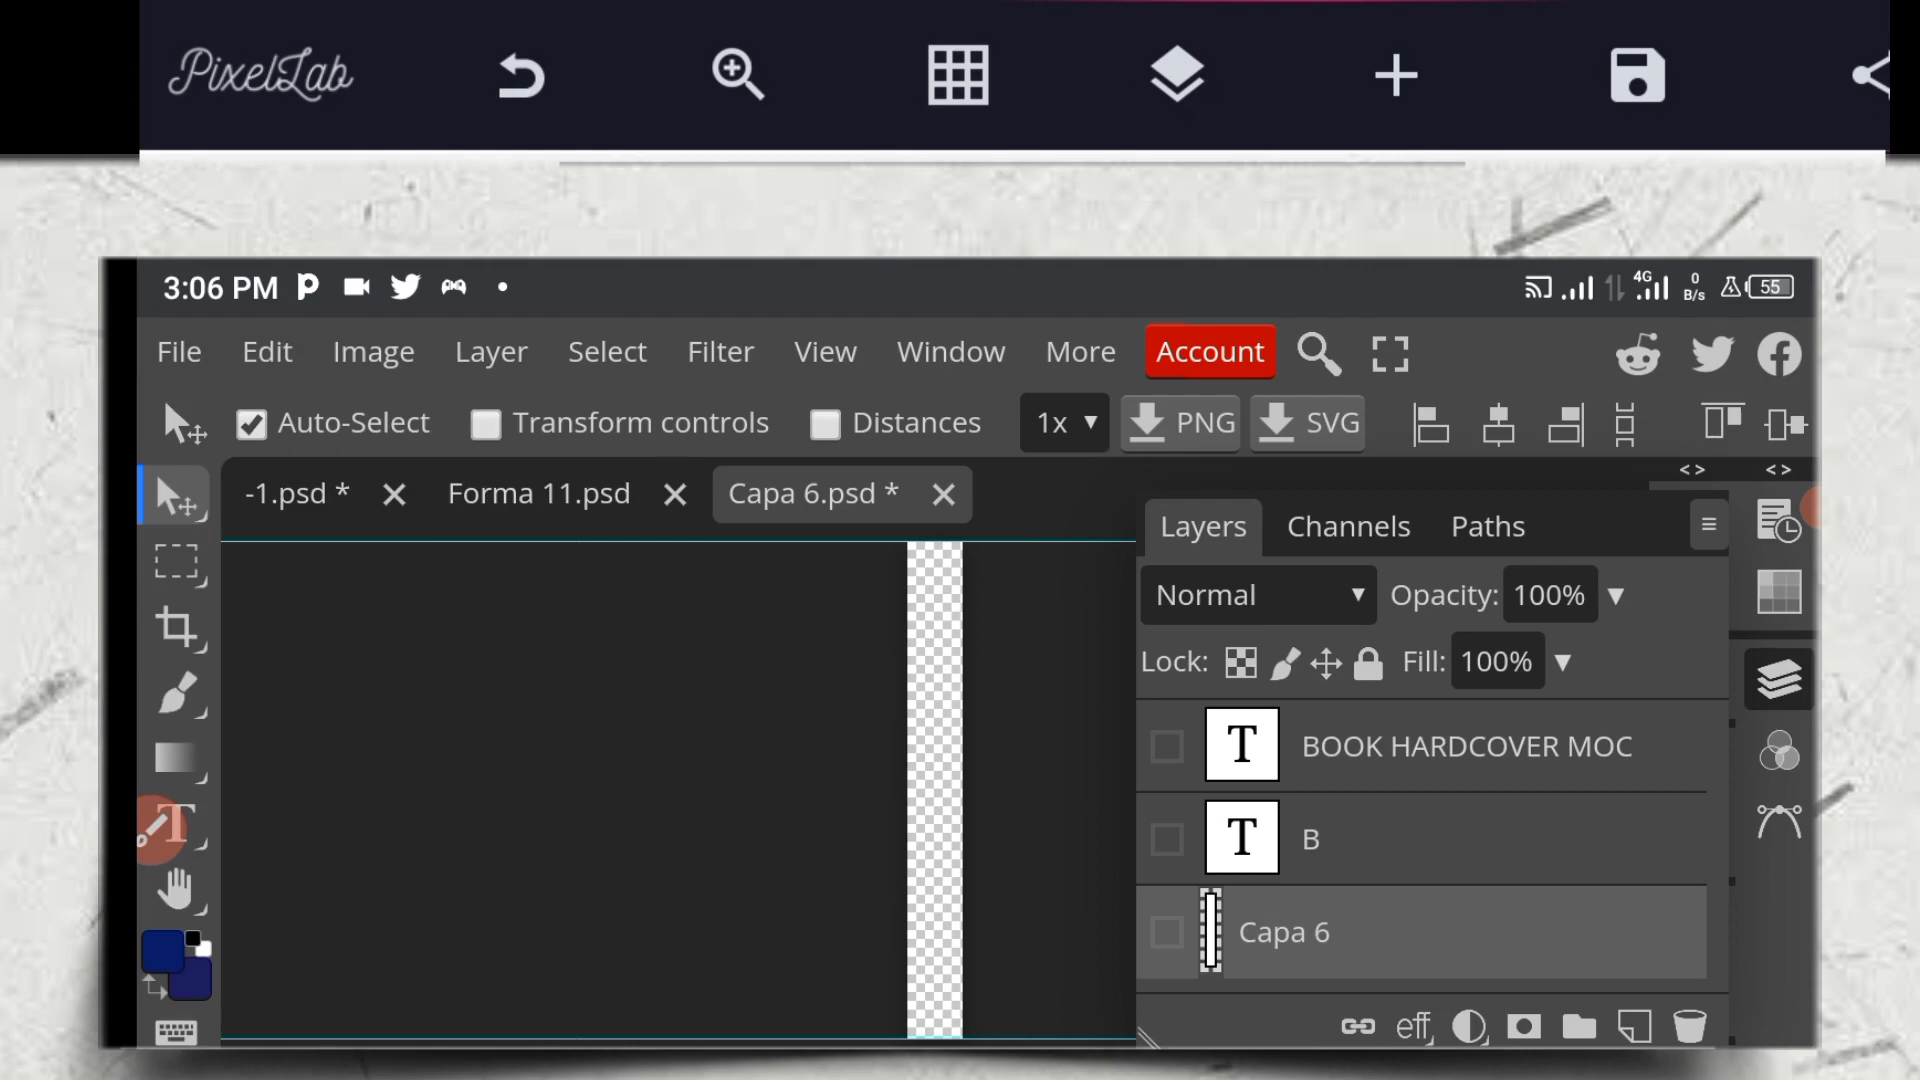 PixelLab
3:06 PM
4G
0
B/s
55
File Edit Image Layer Select Filter View Window More Account
Auto-Select Transform controls Distances 1x PNG SVG
-1.psd * Forma 11.psd Capa 6.psd *
Layers Channels Paths
Normal Opacity: 100%
Lock: Fill: 100%
T BOOK HARDCOVER MOC
T B
Capa 6
eff